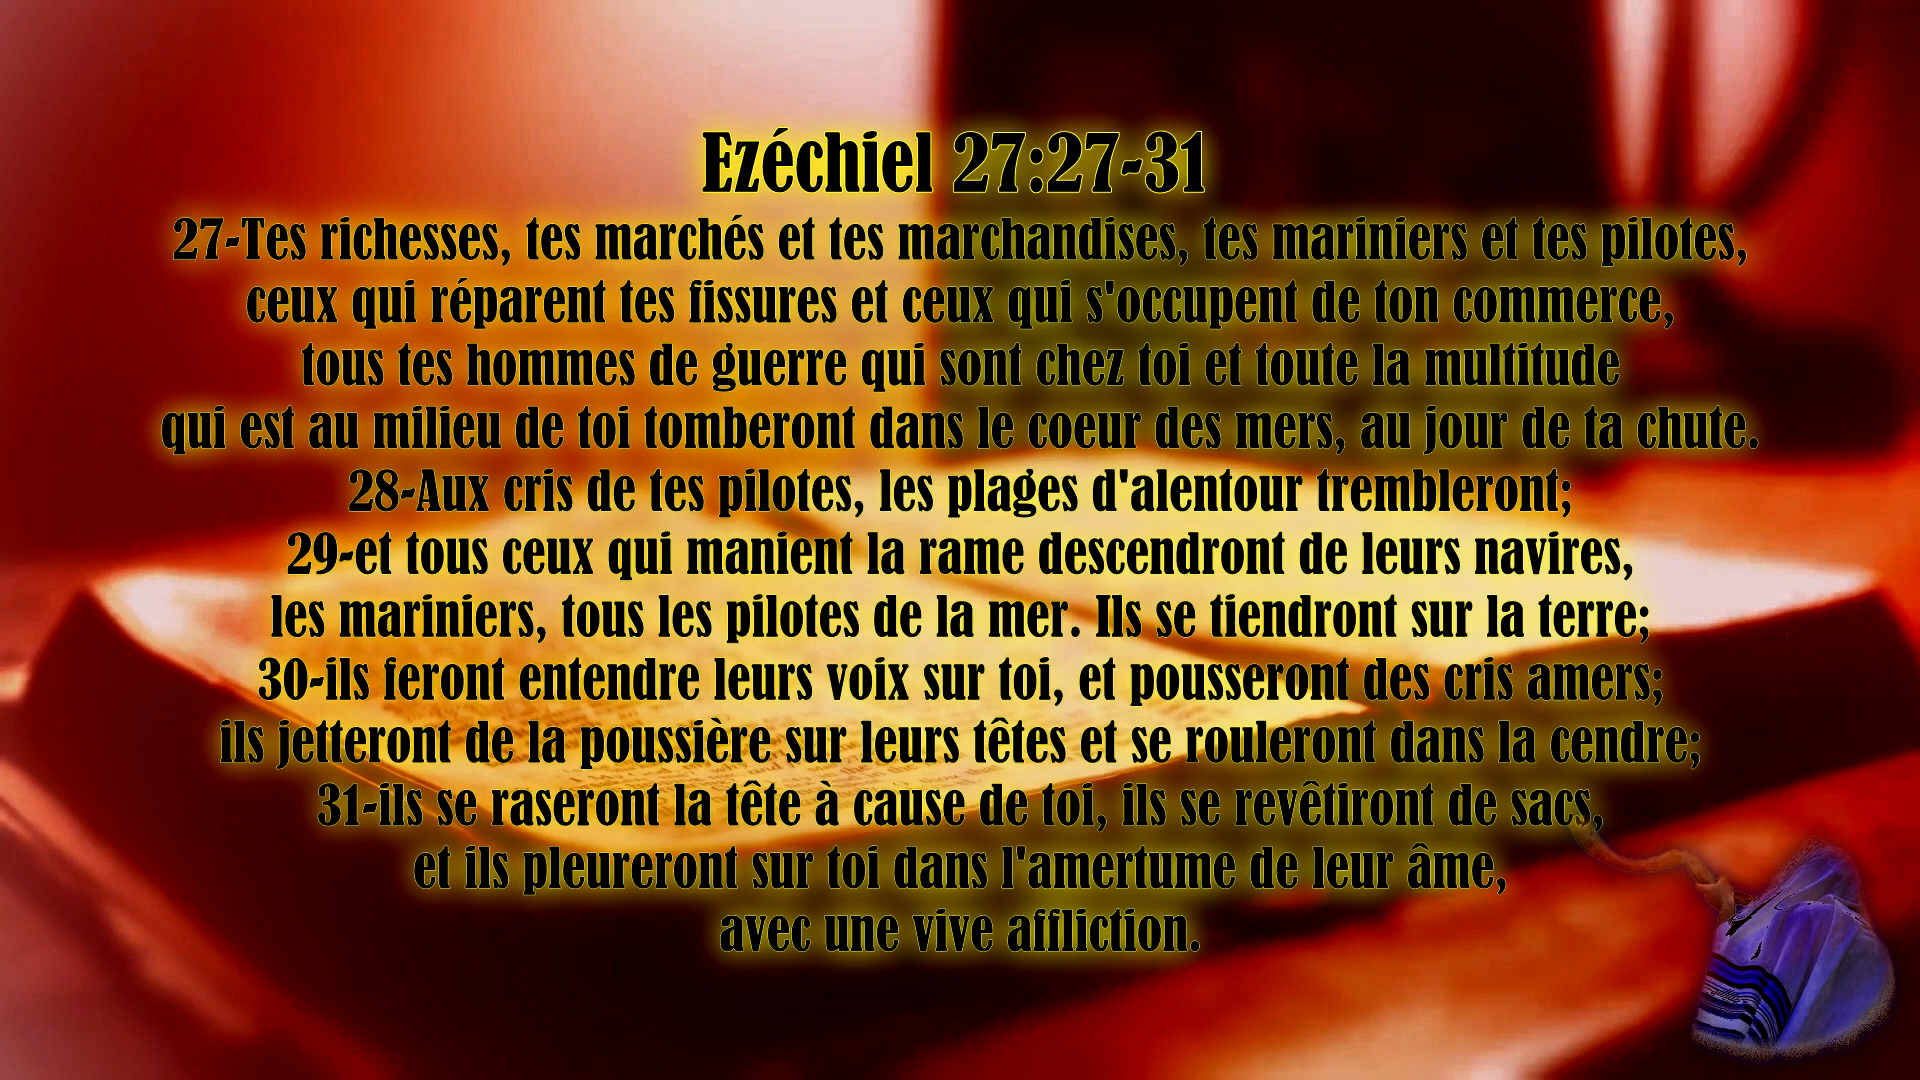 Ezéchiel 27:27-31
27-Tes richesses, tes marchés et tes marchandises, tes mariniers et tes pilotes,
ceux qui réparent tes fissures et ceux qui s'occupent de ton commerce,
tous tes hommes de guerre qui sont chez toi et toute la multitude
qui est au milieu de toi tomberont dans le coeur des mers, au jour de ta chute.
28-Aux cris de tes pilotes, les plages d'alentour trembleront;
29-et tous ceux qui manient la rame descendront de leurs navires,
les mariniers, tous les pilotes de la mer. Ils se tiendront sur la terre;
30-ils feront entendre leurs voix sur toi, et pousseront des cris amers;
ils jetteront de la poussière sur leurs têtes et se rouleront dans la cendre;
31-ils se raseront la tête à cause de toi, ils se revêtiront de sacs,
et ils pleureront sur toi dans l'amertume de leur âme,
avec une vive affliction.